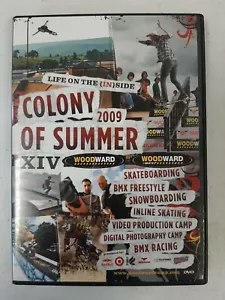 LIFE ON THE (IN)SIDE
COLONY
2009
OF SUMMER
XIV
WOODWARD
WOODWARD
SKATEBOARDING
BMX FREESTYLE
SNOWBOARDING
INLINE SKATING
VIDEO PRODUCTION CAMP
DIGITAL PHOTOGRAPHY CAMP
BMX RACING